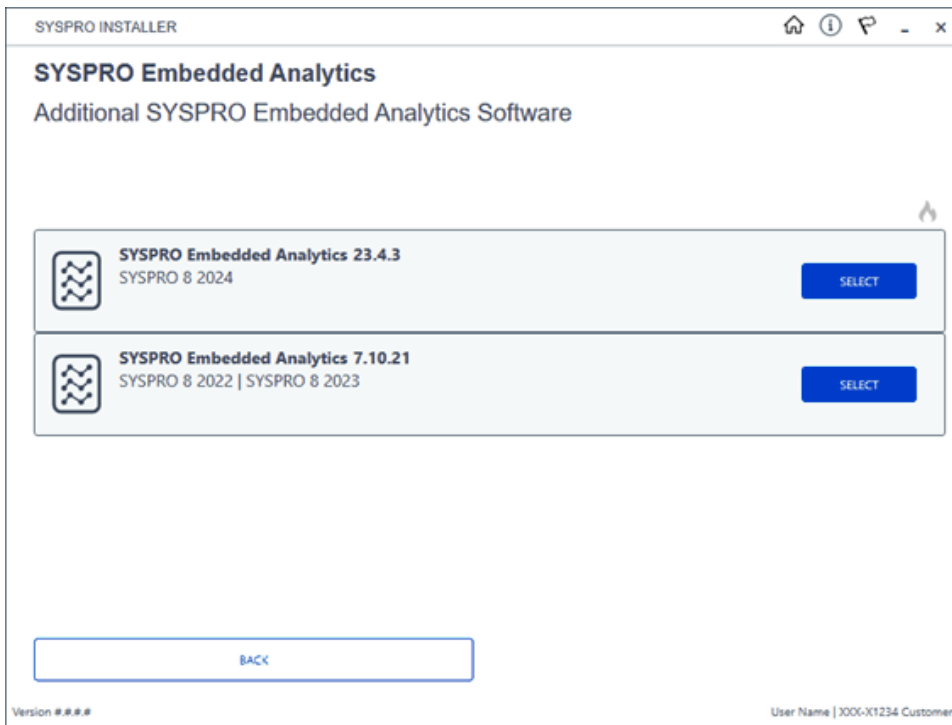 SYSPRO INSTALLER
SYSPRO Embedded Analytics
Additional SYSPRO Embedded Analytics Software
SYSPRO Embedded Analytics 23.4.3
SYSPRO 8 2024
SELECT
SYSPRO Embedded Analytics 7.10.21
SYSPRO 8 2022 | SYSPRO 8 2023
SELECT
BACK
Version #.#.#.#
User Name | XXX-X1234 Customer